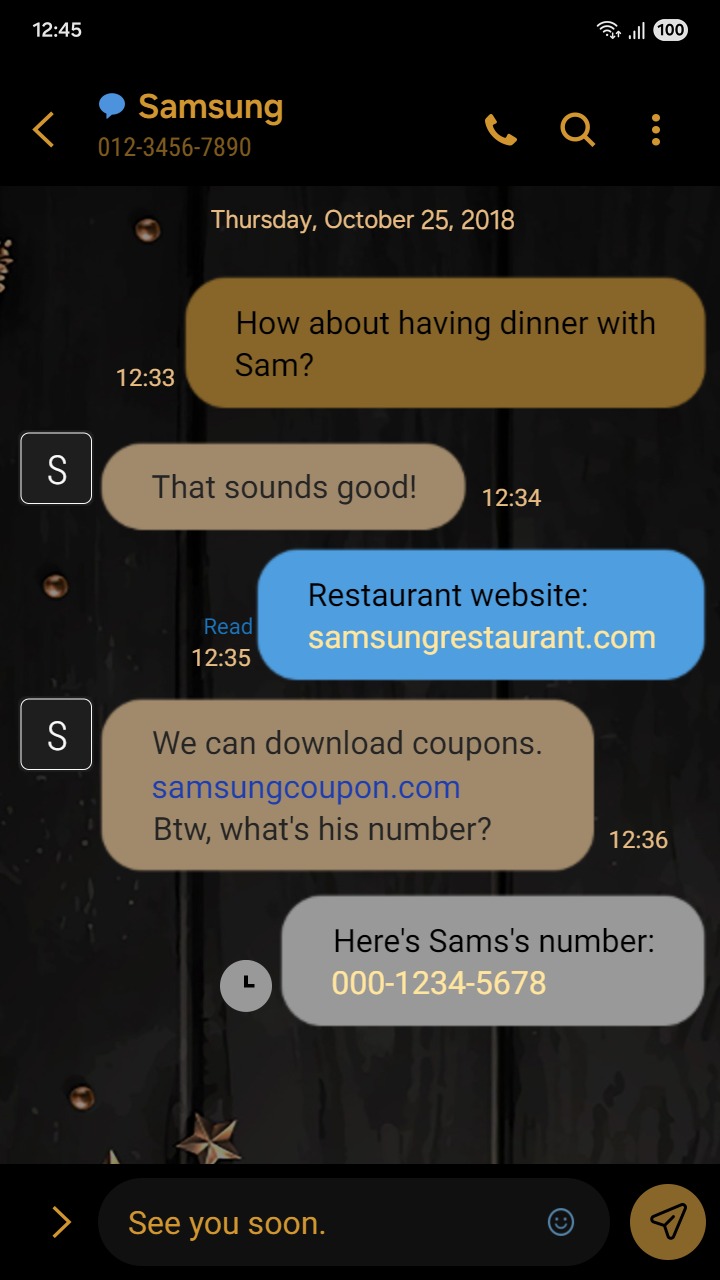 12:45
100
Samsung
012-3456-7890
Thursday, October 25, 2018
How about having dinner with
Sam?
12:33
S
That sounds good!
12:34
Restaurant website:
samsungrestaurant.com
Read
12:35
S
We can download coupons.
samsungcoupon.com
Btw, what's his number?
12:36
Here's Sams's number:
000-1234-5678
See you soon.